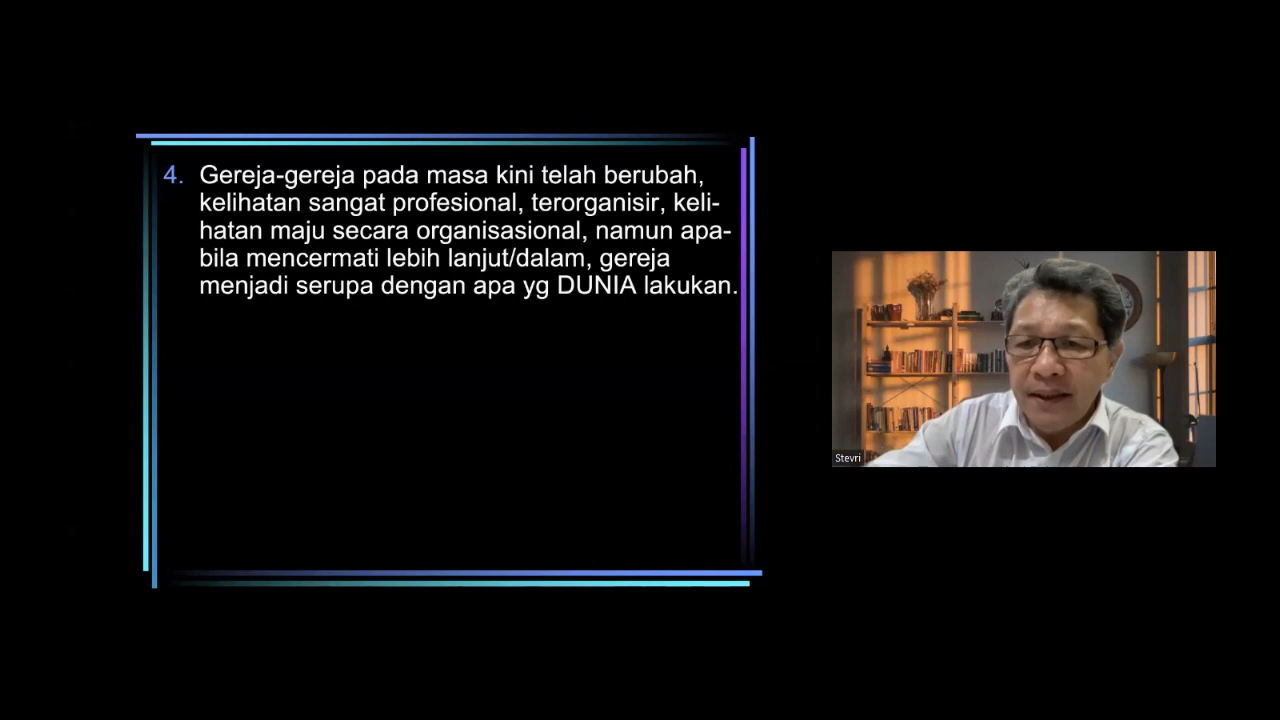 4. Gereja-gereja pada masa kini telah berubah,
kelihatan sangat profesional, terorganisir, keli-
hatan maju secara organisasional, namun apa-
bila mencermati lebih lanjut/dalam, gereja
menjadi serupa dengan apa yg DUNIA lakukan.
Stevri